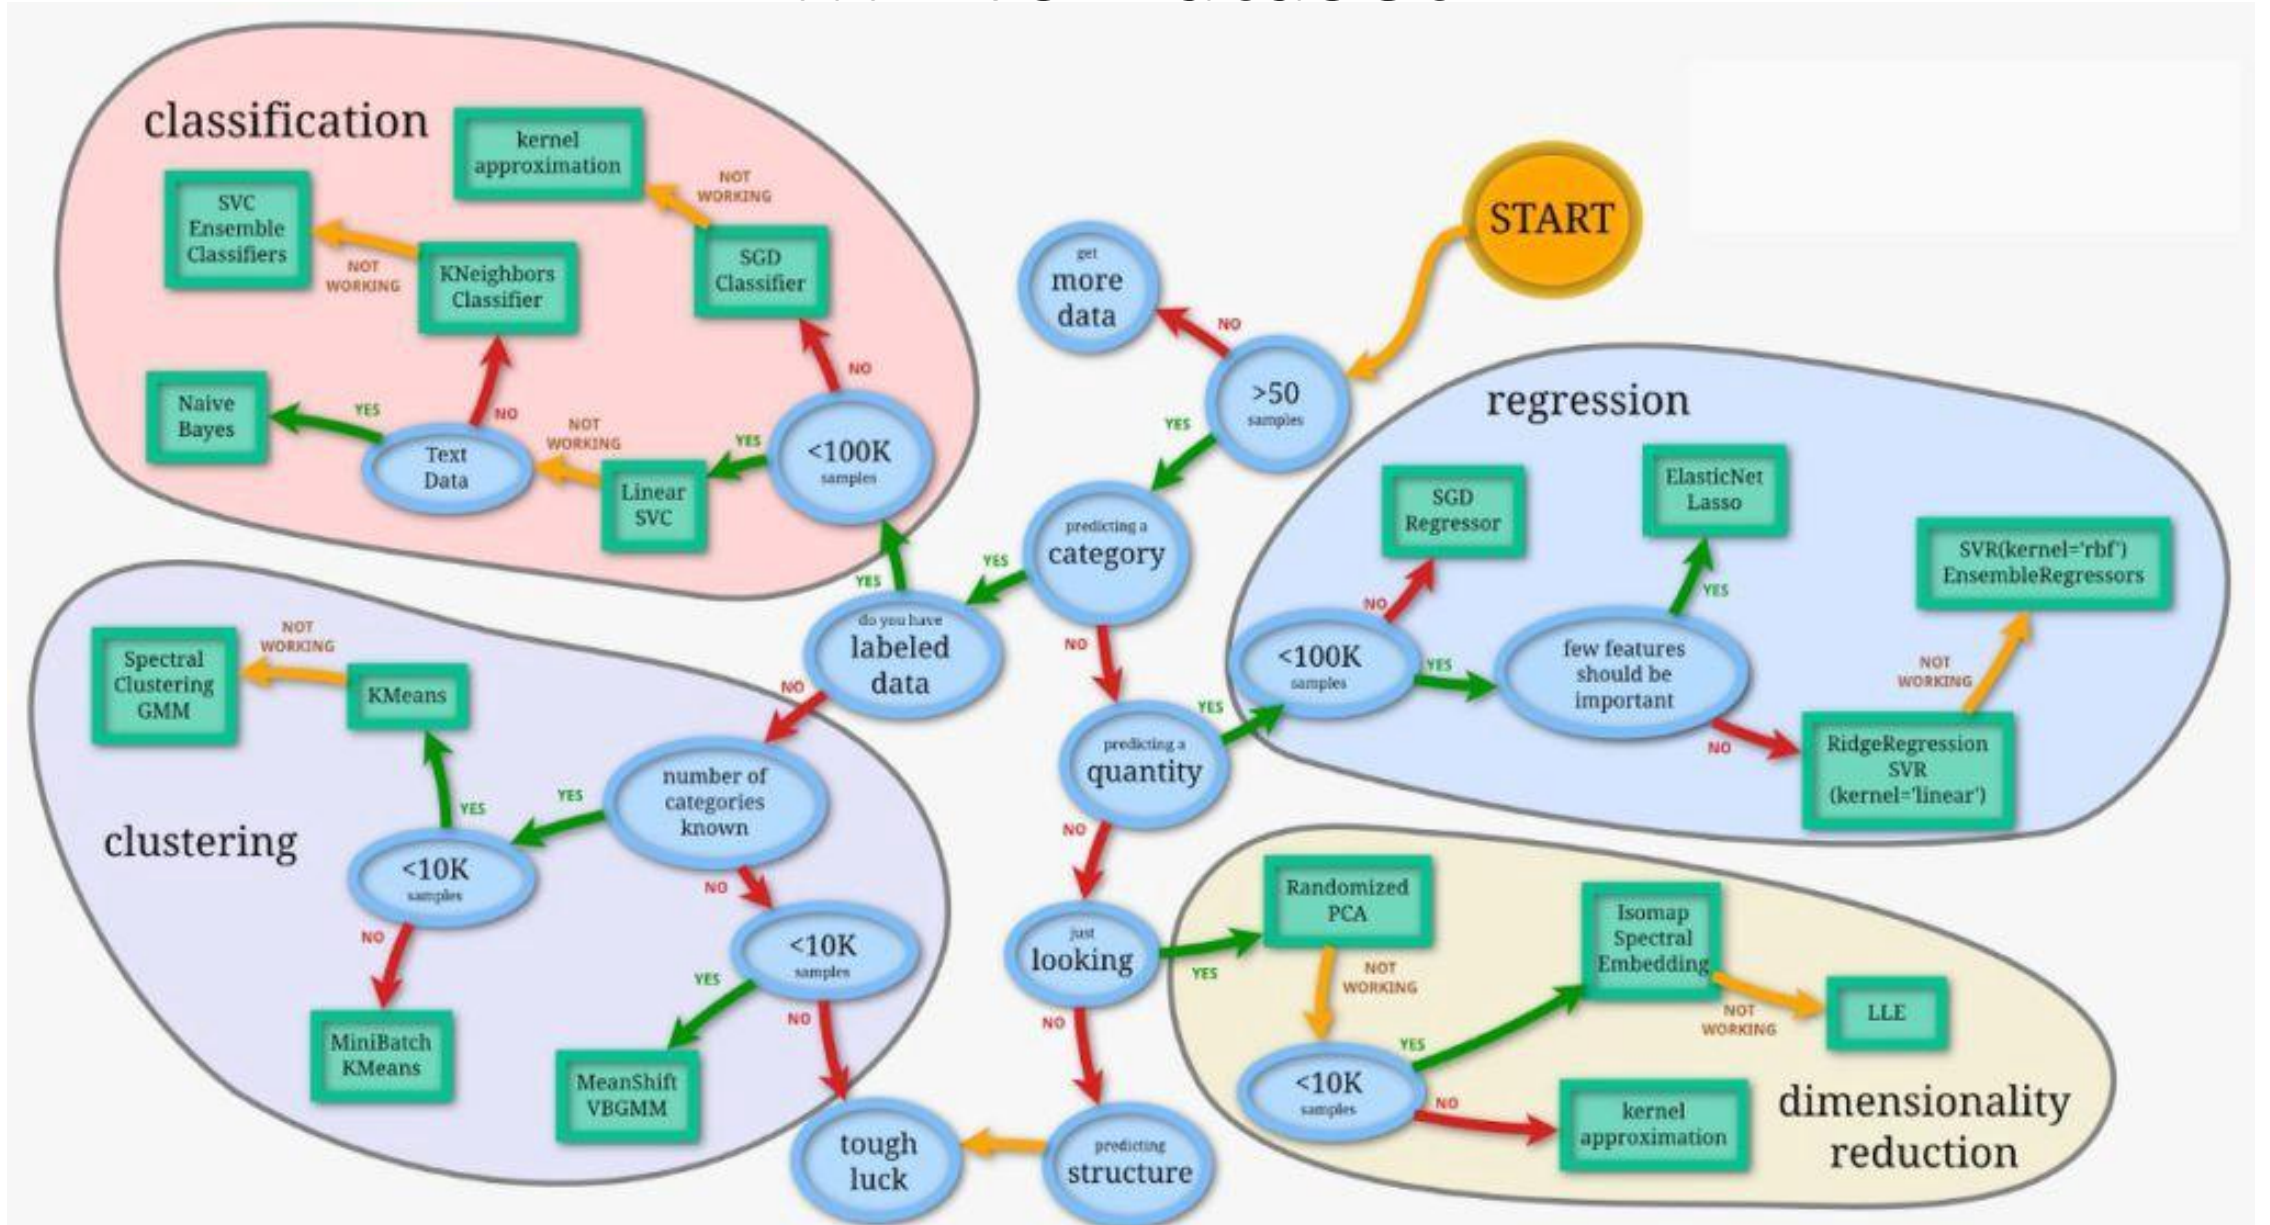 classification
kernel
approximation
NOT
WORKING
SVC
Ensemble
Classifiers
NOT
WORKING
KNeighbors
Classifier
SGD
Classifier
NO
Naive
Bayes
YES
NO
Text
Data
NOT
WORKING
Linear
SVC
YES
<100K
samples
START
get
more
data
NO
>50
samples
YES
predicting a
category
YES
NO
YES
do you have
labeled
data
NO
regression
SGD
Regressor
ElasticNet
Lasso
SVR(kernel='rbf')
EnsembleRegressors
NO
YES
<100K
samples
YES
few features
should be
important
NOT
WORKING
NO
RidgeRegression
SVR
(kernel='linear')
YES
predicting a
quantity
NO
clustering
Spectral
Clustering
GMM
NOT
WORKING
KMeans
YES
YES
number of
categories
known
<10K
samples
NO
NO
<10K
samples
YES
NO
MiniBatch
KMeans
MeanShift
VBGMM
tough
luck
just
looking
YES
NO
predicting
structure
Randomized
PCA
NOT
WORKING
Isomap
Spectral
Embedding
NOT
WORKING
LLE
YES
<10K
samples
NO
kernel
approximation
dimensionality
reduction